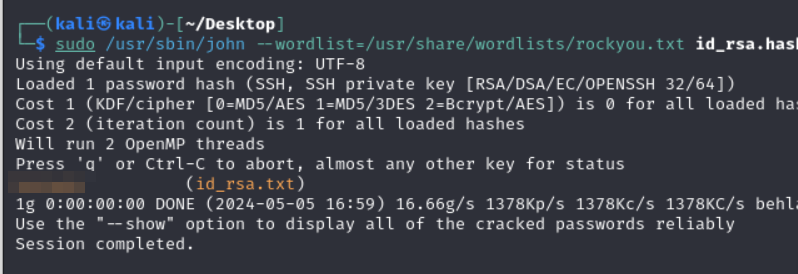 ┌──(kali㉿kali)-[~/Desktop]
└─$ sudo /usr/sbin/john --wordlist=/usr/share/wordlists/rockyou.txt id_rsa.hash
Using default input encoding: UTF-8
Loaded 1 password hash (SSH, SSH private key [RSA/DSA/EC/OPENSSH 32/64])
Cost 1 (KDF/cipher [0=MD5/AES 1=MD5/3DES 2=Bcrypt/AES]) is 0 for all loaded has
Cost 2 (iteration count) is 1 for all loaded hashes
Will run 2 OpenMP threads
Press 'q' or Ctrl-C to abort, almost any other key for status
(id_rsa.txt)
1g 0:00:00:00 DONE (2024-05-05 16:59) 16.66g/s 1378Kp/s 1378Kc/s 1378KC/s behla
Use the "--show" option to display all of the cracked passwords reliably
Session completed.